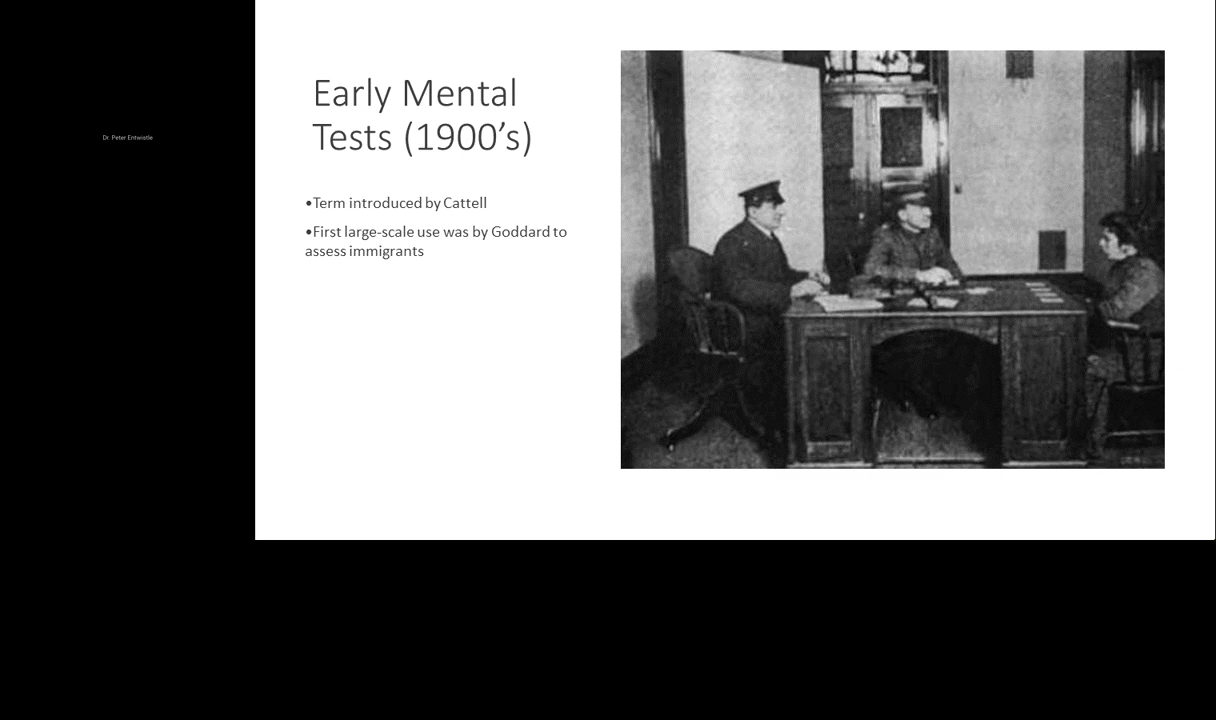 Dr. Peter Entwistle
Early Mental
Tests (1900’s)
•Term introduced by Cattell
•First large-scale use was by Goddard to
assess immigrants